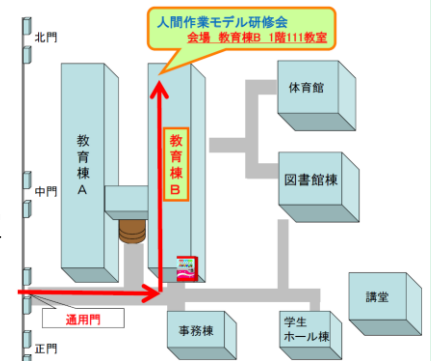 人間作業モデル研修会
会場 教育棟B 1階111教室
北門
体育館
教育棟A
教育棟B
中門
図書館棟
通用門
講堂
事務棟
学生
ホール棟
正門